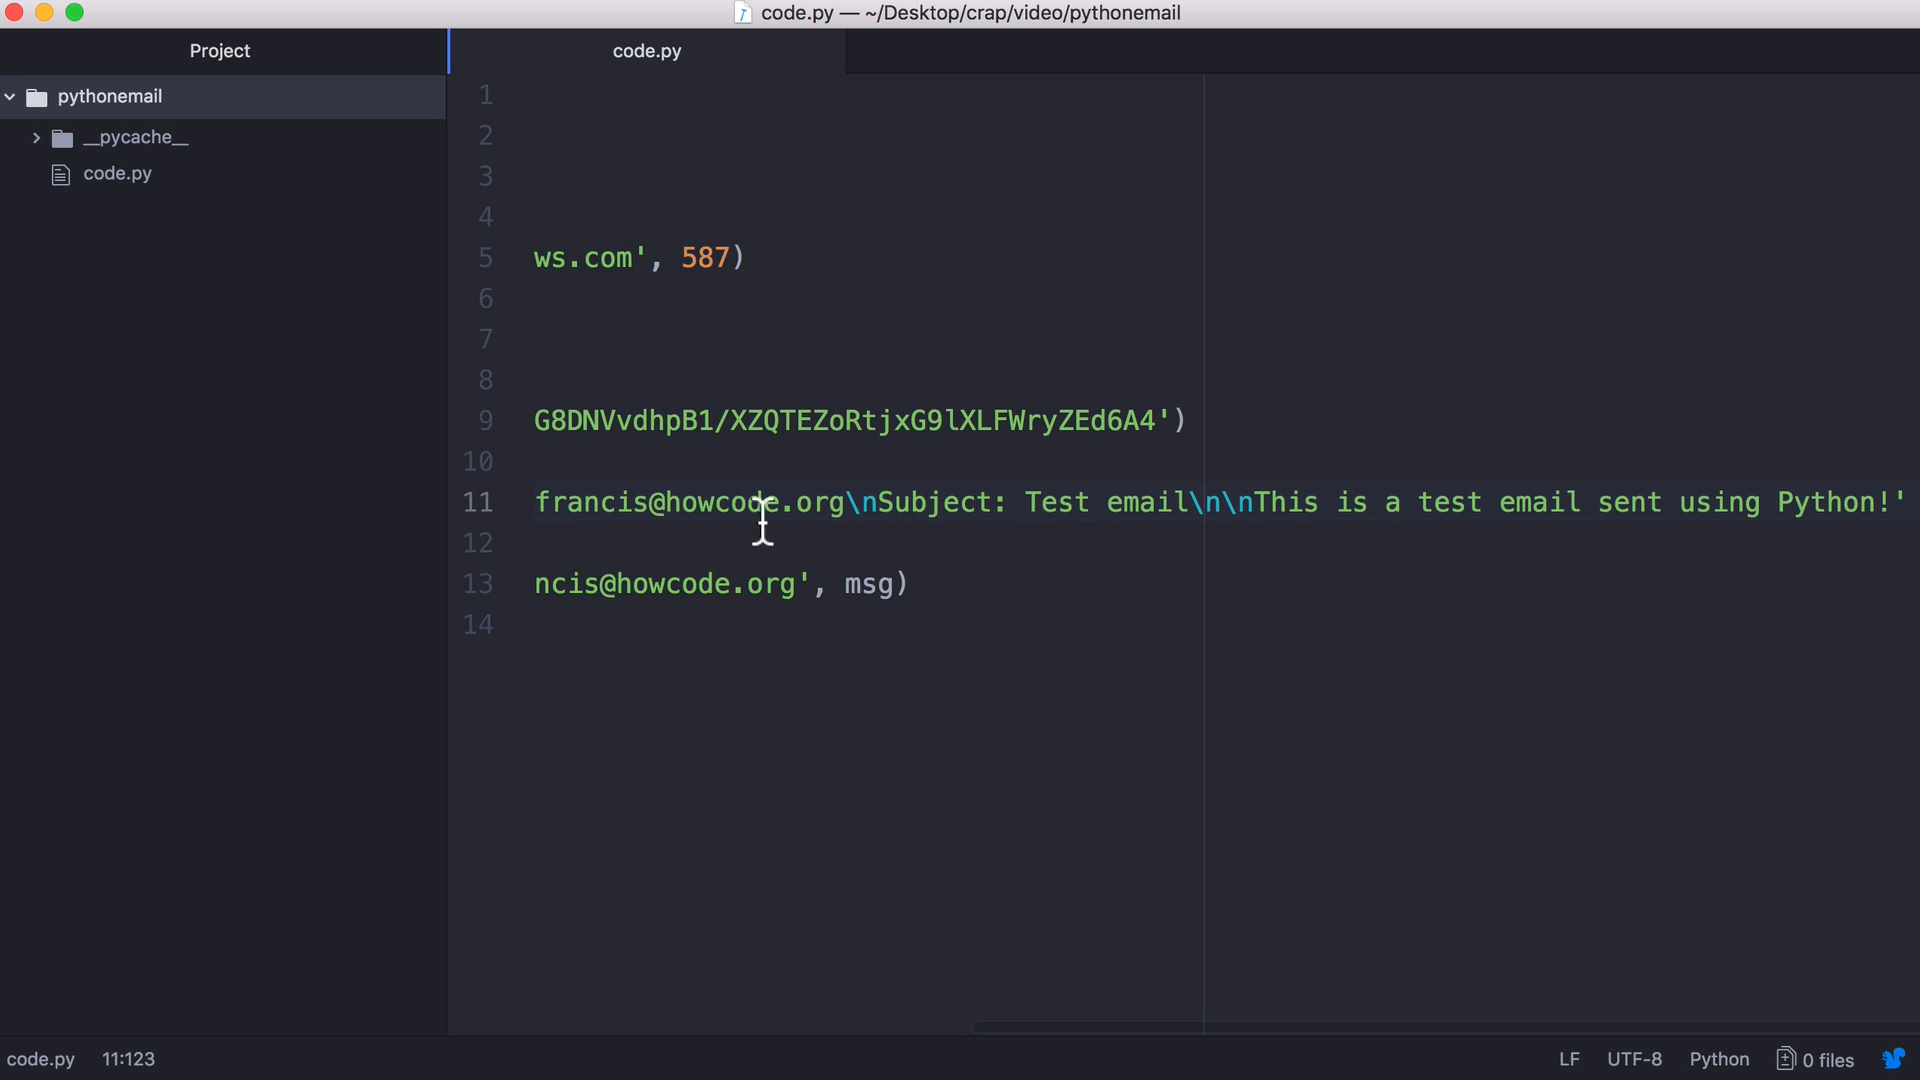 code.py — ~/Desktop/crap/video/pythonemail
Project
code.py
pythonemail
__pycache__
code.py
1
2
3
4
5 ws.com', 587)
6
7
8
9 G8DNVvdhpB1/XZQTEZoRtjxG9lXLFWryZEd6A4')
10
11 francis@howcode.org\nSubject: Test email\n\nThis is a test email sent using Python!'
12
13 ncis@howcode.org', msg)
14
code.py 11:123 LF UTF-8 Python 0 files